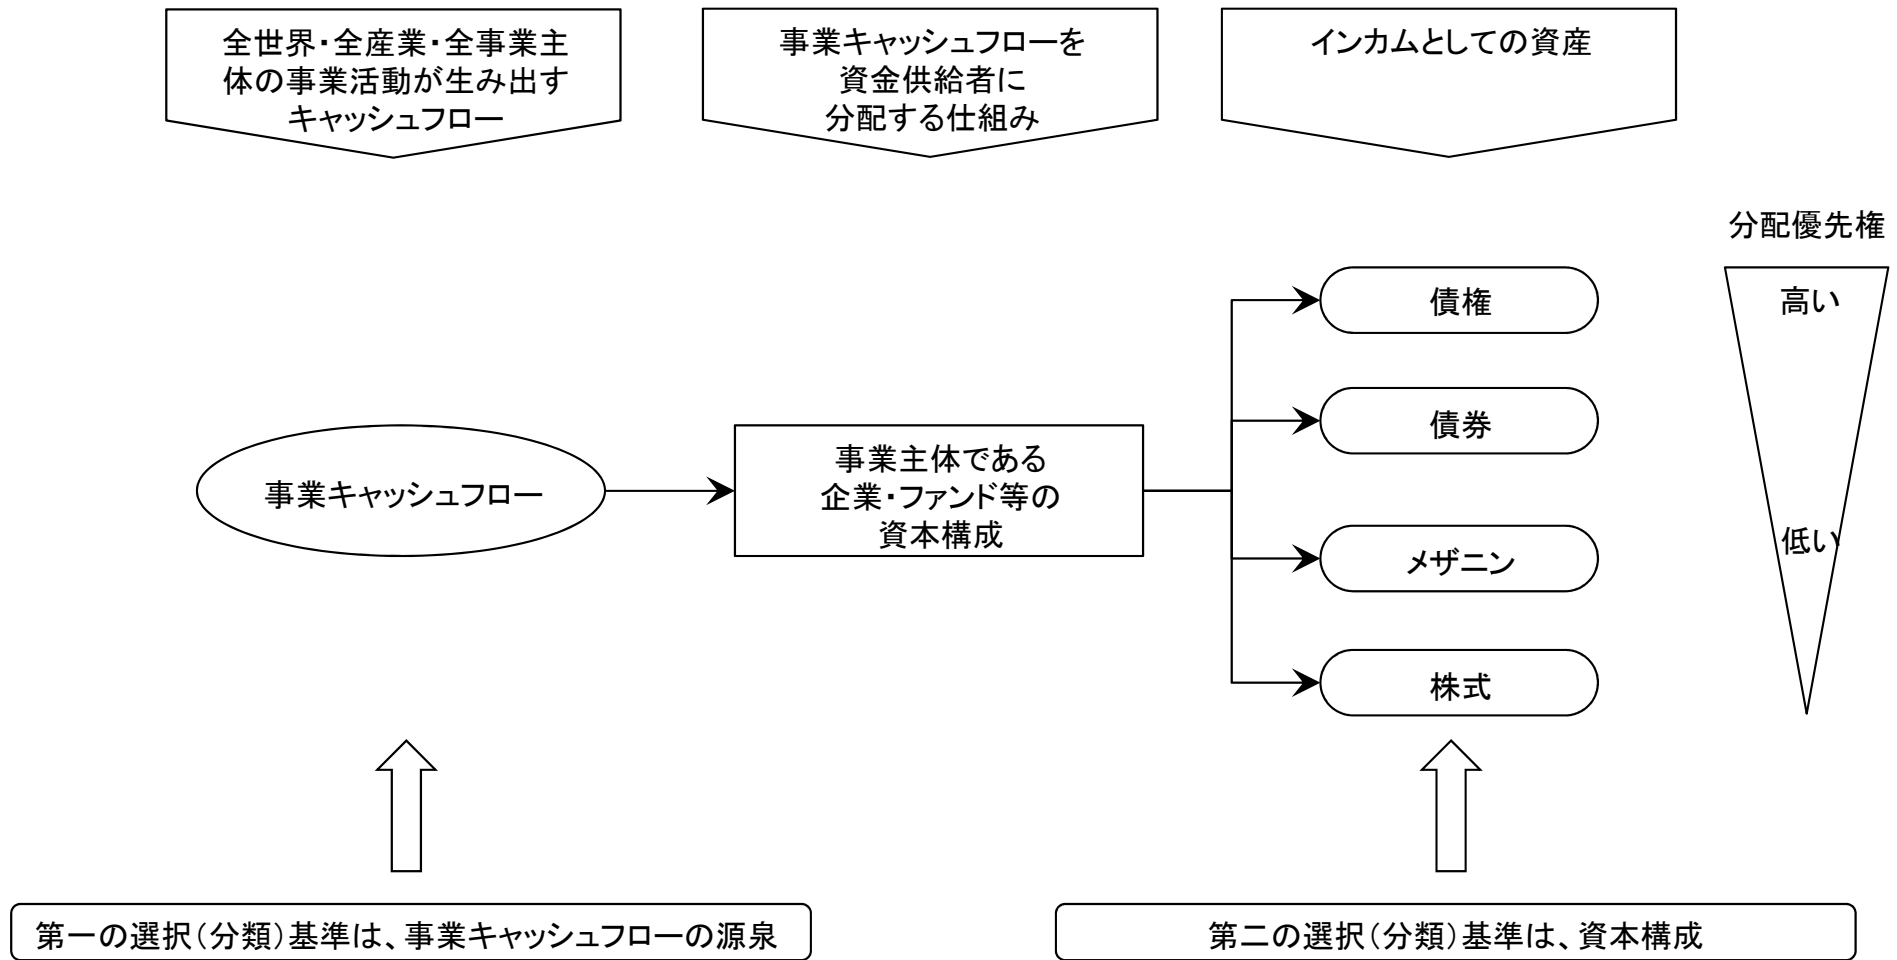 全世界・全産業・全事業主
体の事業活動が生み出す
キャッシュフロー
事業キャッシュフローを
資金供給者に
分配する仕組み
インカムとしての資産
分配優先権
高い
低い
債権
債券
メザニン
株式
事業キャッシュフロー
事業主体である
企業・ファンド等の
資本構成
第一の選択(分類)基準は、事業キャッシュフローの源泉
第二の選択(分類)基準は、資本構成